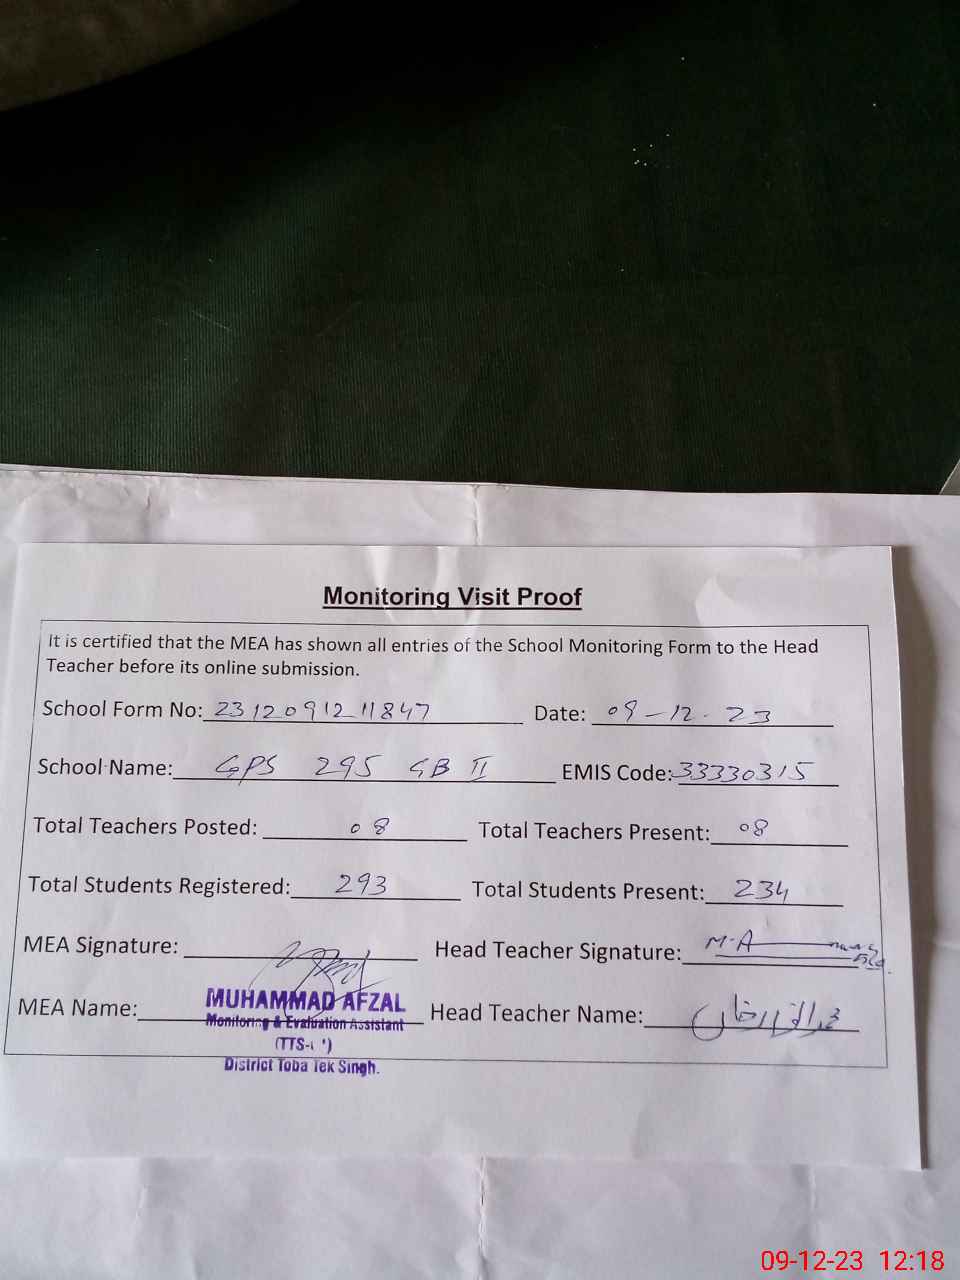 Monitoring Visit Proof
It is certified that the MEA has shown all entries of the School Monitoring Form to the Head
Teacher before its online submission.
School Form No: 23120912 11847 Date: 09-12-23
School Name: GPS 295 GB II EMIS Code: 33330315
Total Teachers Posted: 08 Total Teachers Present: 08
Total Students Registered: 293 Total Students Present: 234
MEA Signature: Head Teacher Signature: M-A
MEA Name: MUHAMMAD AFZAL Head Teacher Name:
Monitoring & Evaluation Assistant
District Toba Tek Singh.
09-12-23 12:18